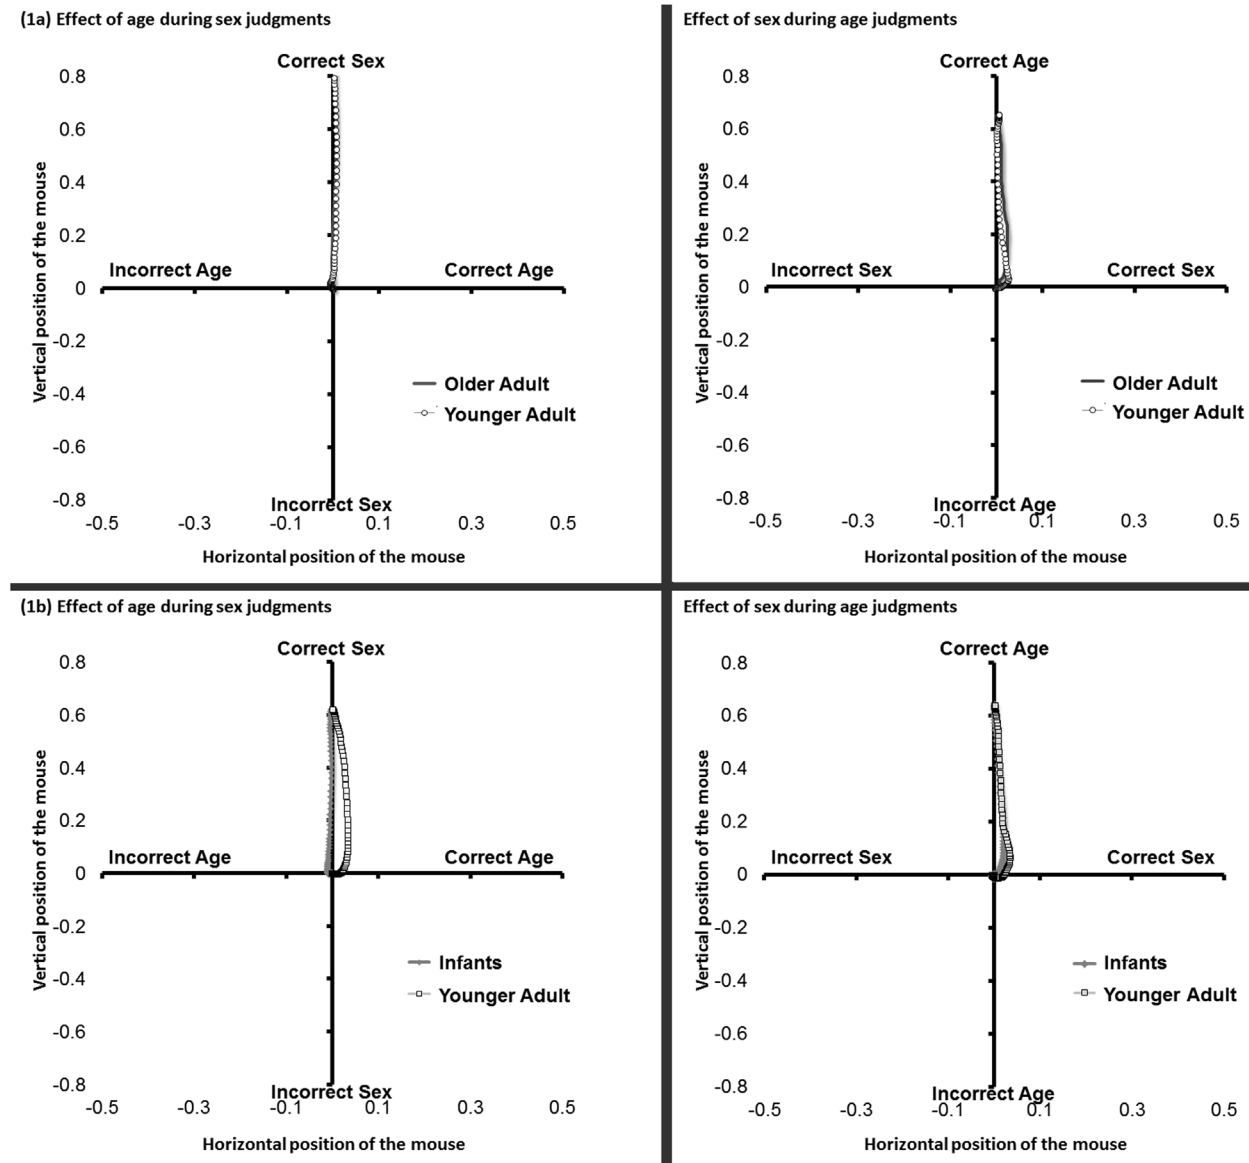 (1a) Effect of age during sex judgments
Correct Sex
0.8
0.6
0.4
0.2
0
-0.2
-0.4
-0.6
-0.8
Vertical position of the mouse
Incorrect Age
Correct Age
Older Adult
Younger Adult
Incorrect Sex
-0.5 -0.3 -0.1 0.1 0.3 0.5
Horizontal position of the mouse
Effect of sex during age judgments
Correct Age
0.8
0.6
0.4
0.2
0
-0.2
-0.4
-0.6
-0.8
Vertical position of the mouse
Incorrect Sex
Correct Sex
Older Adult
Younger Adult
Incorrect Age
-0.5 -0.3 -0.1 0.1 0.3 0.5
Horizontal position of the mouse
(1b) Effect of age during sex judgments
Correct Sex
0.8
0.6
0.4
0.2
0
-0.2
-0.4
-0.6
-0.8
Vertical position of the mouse
Incorrect Age
Correct Age
Infants
Younger Adult
Incorrect Sex
-0.5 -0.3 -0.1 0.1 0.3 0.5
Horizontal position of the mouse
Effect of sex during age judgments
Correct Age
0.8
0.6
0.4
0.2
0
-0.2
-0.4
-0.6
-0.8
Vertical position of the mouse
Incorrect Sex
Correct Sex
Infants
Younger Adult
Incorrect Age
-0.5 -0.3 -0.1 0.1 0.3 0.5
Horizontal position of the mouse